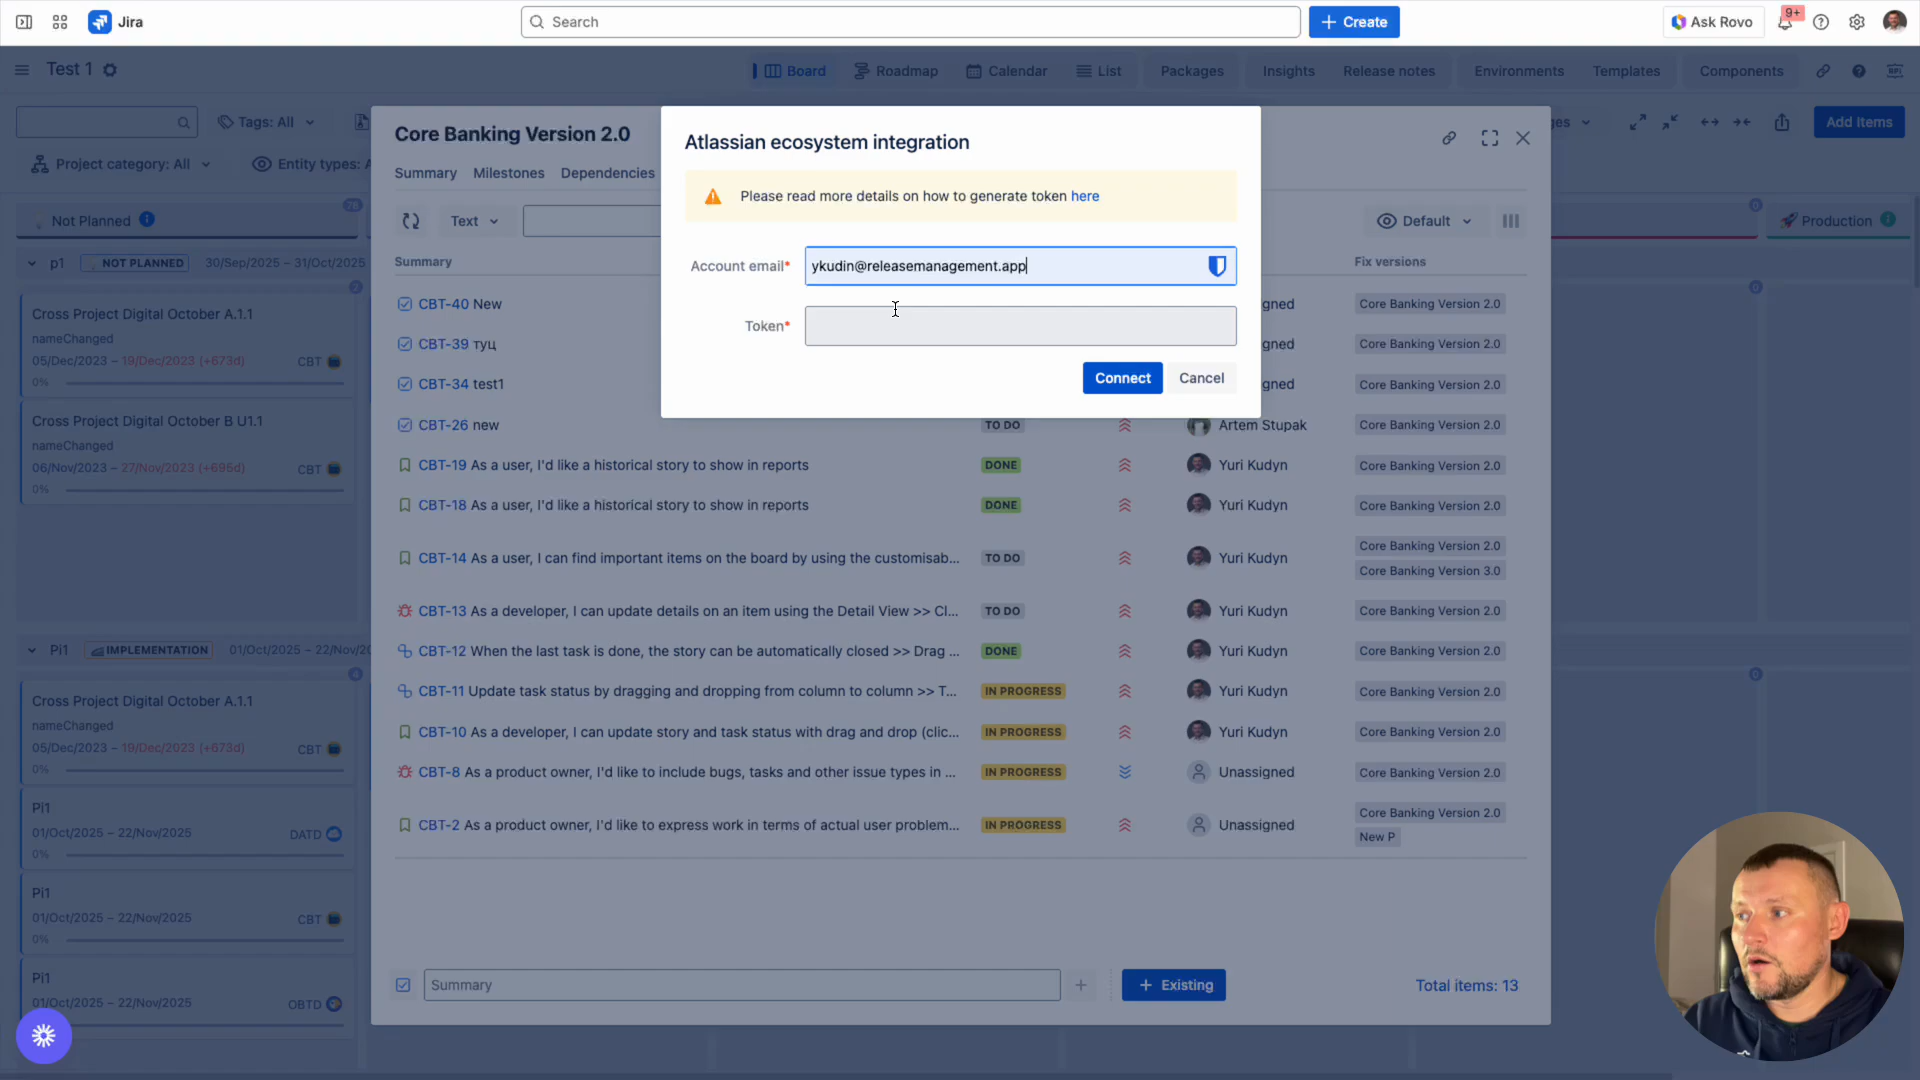 Jira
Search
Create
Ask Rovo
9+
Test 1
Board
Roadmap
Calendar
List
Packages
Insights
Release notes
Environments
Templates
Components
Tags: All
Add Items
Project category: All
Entity types:
Not Planned
76
p1
NOT PLANNED
30/Sep/2025 – 31/Oct/2025
2
Cross Project Digital October A.1.1
nameChanged
05/Dec/2023 – 19/Dec/2023 (+673d)
CBT
0%
Cross Project Digital October B U1.1
nameChanged
06/Nov/2023 – 27/Nov/2023 (+695d)
CBT
0%
Pi1
IMPLEMENTATION
01/Oct/2025 – 22/Nov/20
Cross Project Digital October A.1.1
nameChanged
05/Dec/2023 – 19/Dec/2023 (+673d)
CBT
0%
Pi1
01/Oct/2025 – 22/Nov/2025
DATD
0%
Pi1
01/Oct/2025 – 22/Nov/2025
CBT
0%
Pi1
01/Oct/2025 – 22/Nov/2025
OBTD
Core Banking Version 2.0
Summary
Milestones
Dependencies
Text
Default
Summary
Fix versions
CBT-40 New
gned
Core Banking Version 2.0
CBT-39 туц
gned
Core Banking Version 2.0
CBT-34 test1
gned
Core Banking Version 2.0
CBT-26 new
TO DO
Artem Stupak
Core Banking Version 2.0
CBT-19 As a user, I'd like a historical story to show in reports
DONE
Yuri Kudyn
Core Banking Version 2.0
CBT-18 As a user, I'd like a historical story to show in reports
DONE
Yuri Kudyn
Core Banking Version 2.0
CBT-14 As a user, I can find important items on the board by using the customisab...
TO DO
Yuri Kudyn
Core Banking Version 2.0
Core Banking Version 3.0
CBT-13 As a developer, I can update details on an item using the Detail View >> Cl...
TO DO
Yuri Kudyn
Core Banking Version 2.0
CBT-12 When the last task is done, the story can be automatically closed >> Drag ...
DONE
Yuri Kudyn
Core Banking Version 2.0
CBT-11 Update task status by dragging and dropping from column to column >> T...
IN PROGRESS
Yuri Kudyn
Core Banking Version 2.0
CBT-10 As a developer, I can update story and task status with drag and drop (clic...
IN PROGRESS
Yuri Kudyn
Core Banking Version 2.0
CBT-8 As a product owner, I'd like to include bugs, tasks and other issue types in ...
IN PROGRESS
Unassigned
Core Banking Version 2.0
CBT-2 As a product owner, I'd like to express work in terms of actual user problem...
IN PROGRESS
Unassigned
Core Banking Version 2.0
New P
Summary
Existing
Total items: 13
Atlassian ecosystem integration
Please read more details on how to generate token here
Account email*
ykudin@releasemanagement.app
Token*
Connect
Cancel
0
Production
0
0
0